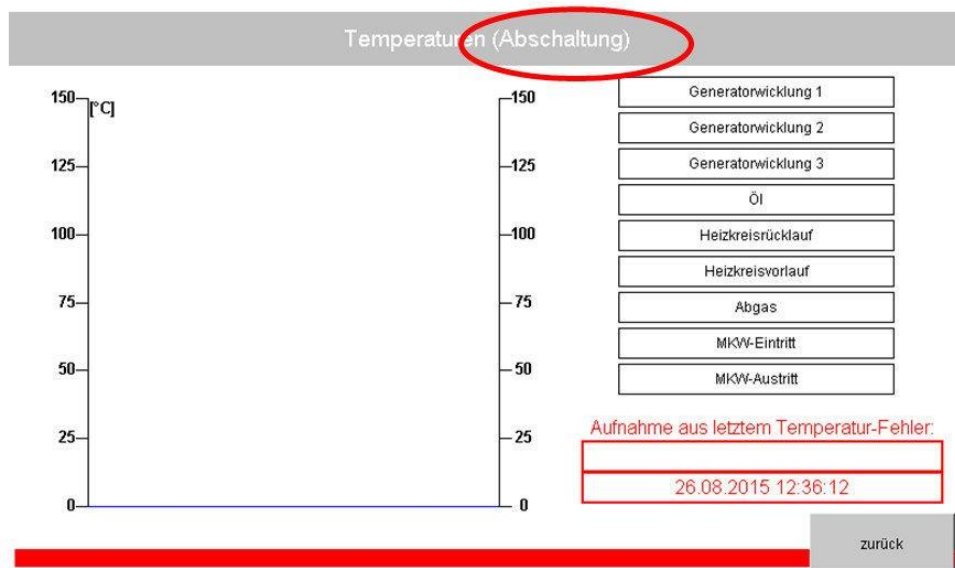 Temperaturen (Abschaltung)
150
[°C]
125
100
75
50
25
0
150
125
100
75
50
25
0
Generatorwicklung 1
Generatorwicklung 2
Generatorwicklung 3
Öl
Heizkreisrücklauf
Heizkreisvorlauf
Abgas
MKW-Eintritt
MKW-Austritt
Aufnahme aus letztem Temperatur-Fehler:
26.08.2015 12:36:12
zurück